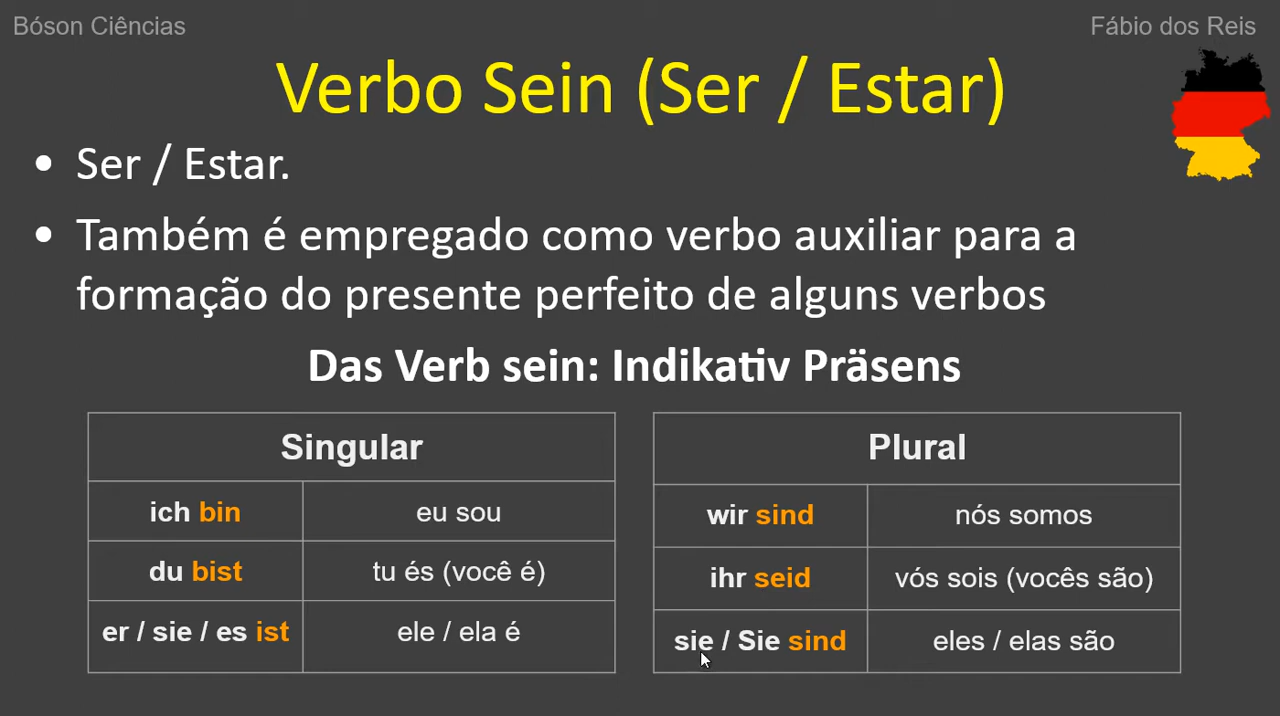 Bóson Ciências
Fábio dos Reis
Verbo Sein (Ser / Estar)
• Ser / Estar.
• Também é empregado como verbo auxiliar para a
formação do presente perfeito de alguns verbos
Das Verb sein: Indikativ Präsens
Singular
ich bin eu sou
du bist tu és (você é)
er / sie / es ist ele / ela é
Plural
wir sind nós somos
ihr seid vós sois (vocês são)
sie / Sie sind eles / elas são